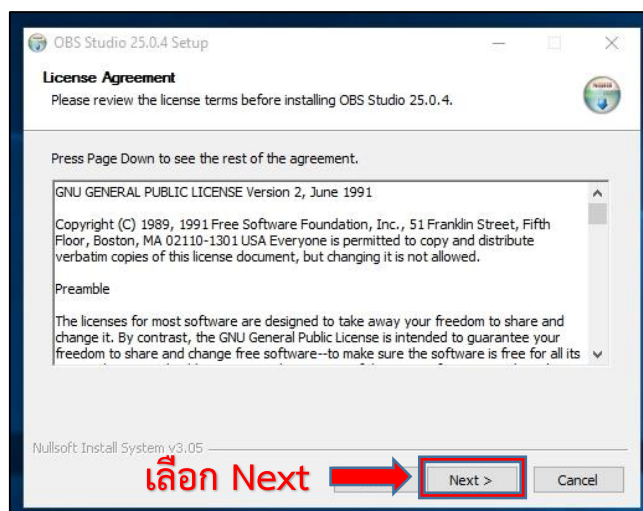 OBS Studio 25.0.4 Setup
License Agreement
Please review the license terms before installing OBS Studio 25.0.4.
Press Page Down to see the rest of the agreement.
GNU GENERAL PUBLIC LICENSE Version 2, June 1991
Copyright (C) 1989, 1991 Free Software Foundation, Inc., 51 Franklin Street, Fifth
Floor, Boston, MA 02110-1301 USA Everyone is permitted to copy and distribute
verbatim copies of this license document, but changing it is not allowed.
Preamble
The licenses for most software are designed to take away your freedom to share and
change it. By contrast, the GNU General Public License is intended to guarantee your
freedom to share and change free software--to make sure the software is free for all its
Nullsoft Install System v3.05
เลือก Next
Next >
Cancel